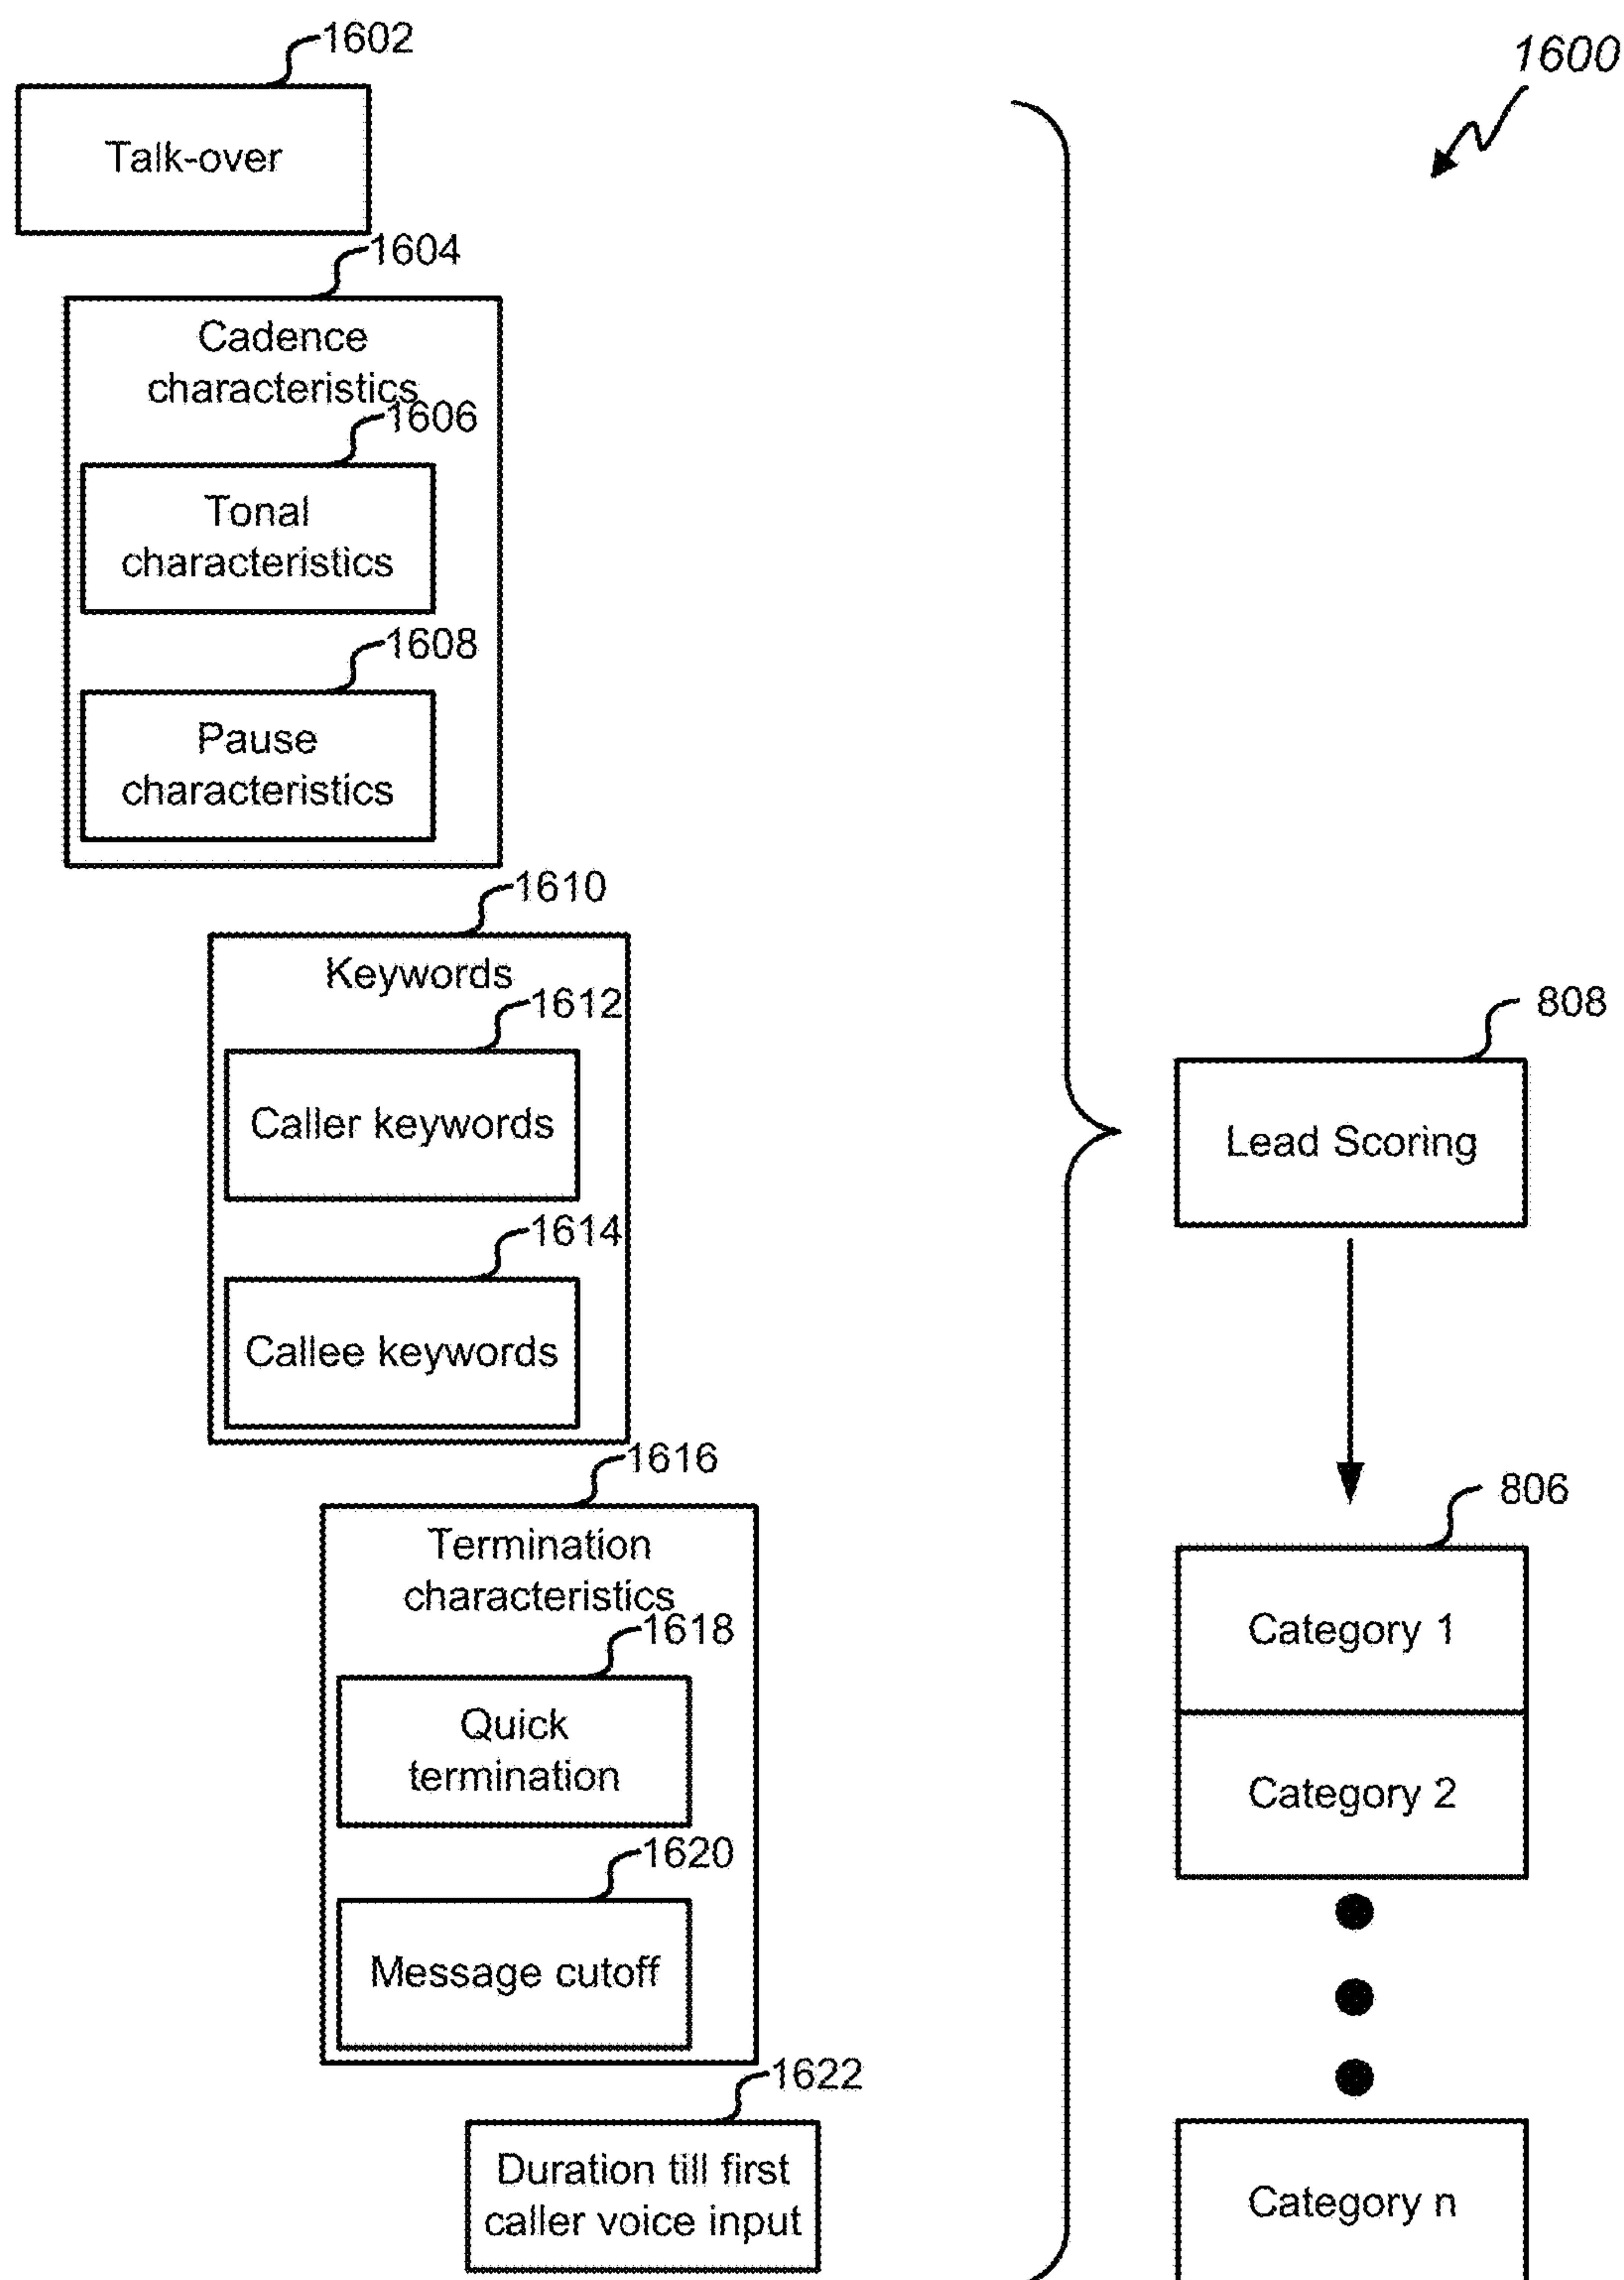 1602
1600
Talk-over
1604
Cadence
characteristics
1606
Tonal
characteristics
1608
Pause
characteristics
1610
Keywords
1612
Caller keywords
1614
Callee keywords
1616
Termination
characteristics
1618
Quick
termination
1620
Message cutoff
1622
Duration till first
caller voice input
808
Lead Scoring
806
Category 1
Category 2
Category n